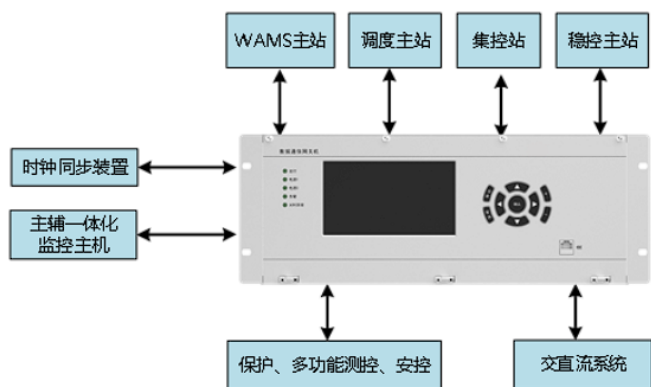 WAMS主站
调度主站
集控站
稳控主站
时钟同步装置
主辅一体化
监控主机
保护、多功能测控、安控
交直流系统